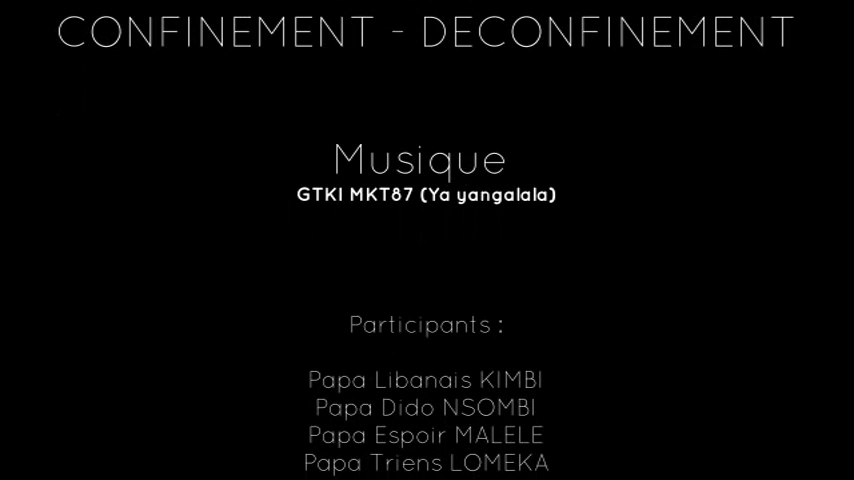 CONFINEMENT - DECONFINEMENT
Musique
GTKI MKT87 (Ya yangalala)
Participants :
Papa Libanais KIMBI
Papa Dido NSOMBI
Papa Espoir MALELE
Papa Triens LOMEKA